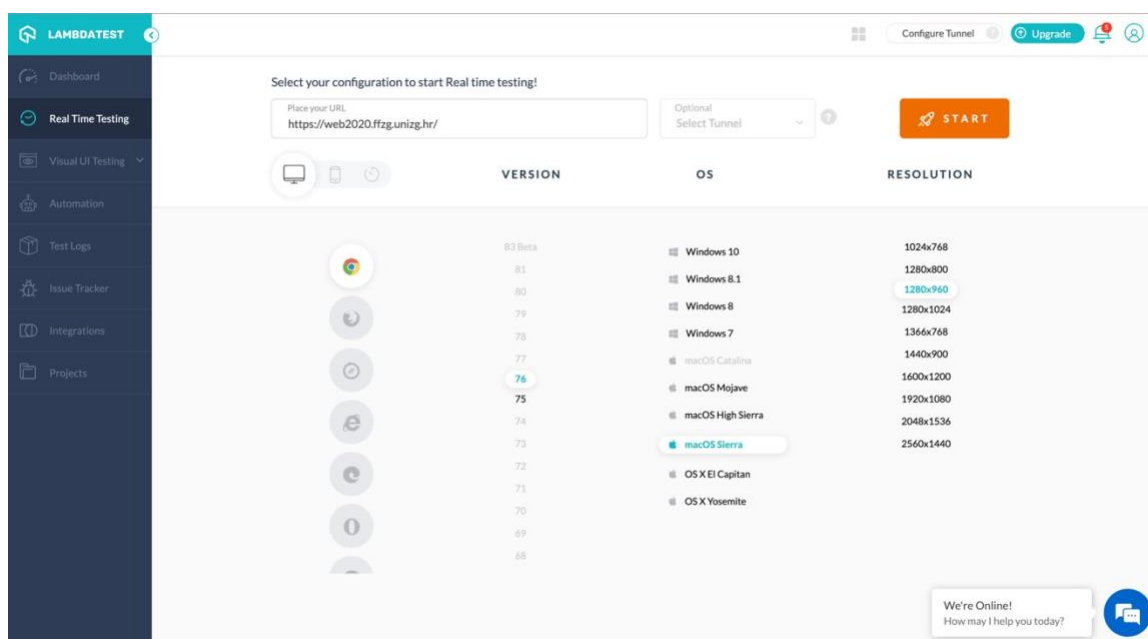 LAMBDATEST
Configure Tunnel
Upgrade
Dashboard
Real Time Testing
Visual UI Testing
Automation
Test Logs
Issue Tracker
Integrations
Projects
Select your configuration to start Real time testing!
Place your URL
https://web2020.ffzg.unizg.hr/
Optional
Select Tunnel
?
START
VERSION
OS
RESOLUTION
83 Beta
81
80
79
78
77
76
75
74
73
72
71
70
69
68
Windows 10
Windows 8.1
Windows 8
Windows 7
macOS Catalina
macOS Mojave
macOS High Sierra
macOS Sierra
OS X El Capitan
OS X Yosemite
1024x768
1280x800
1280x960
1280x1024
1366x768
1440x900
1600x1200
1920x1080
2048x1536
2560x1440
We're Online!
How may I help you today?